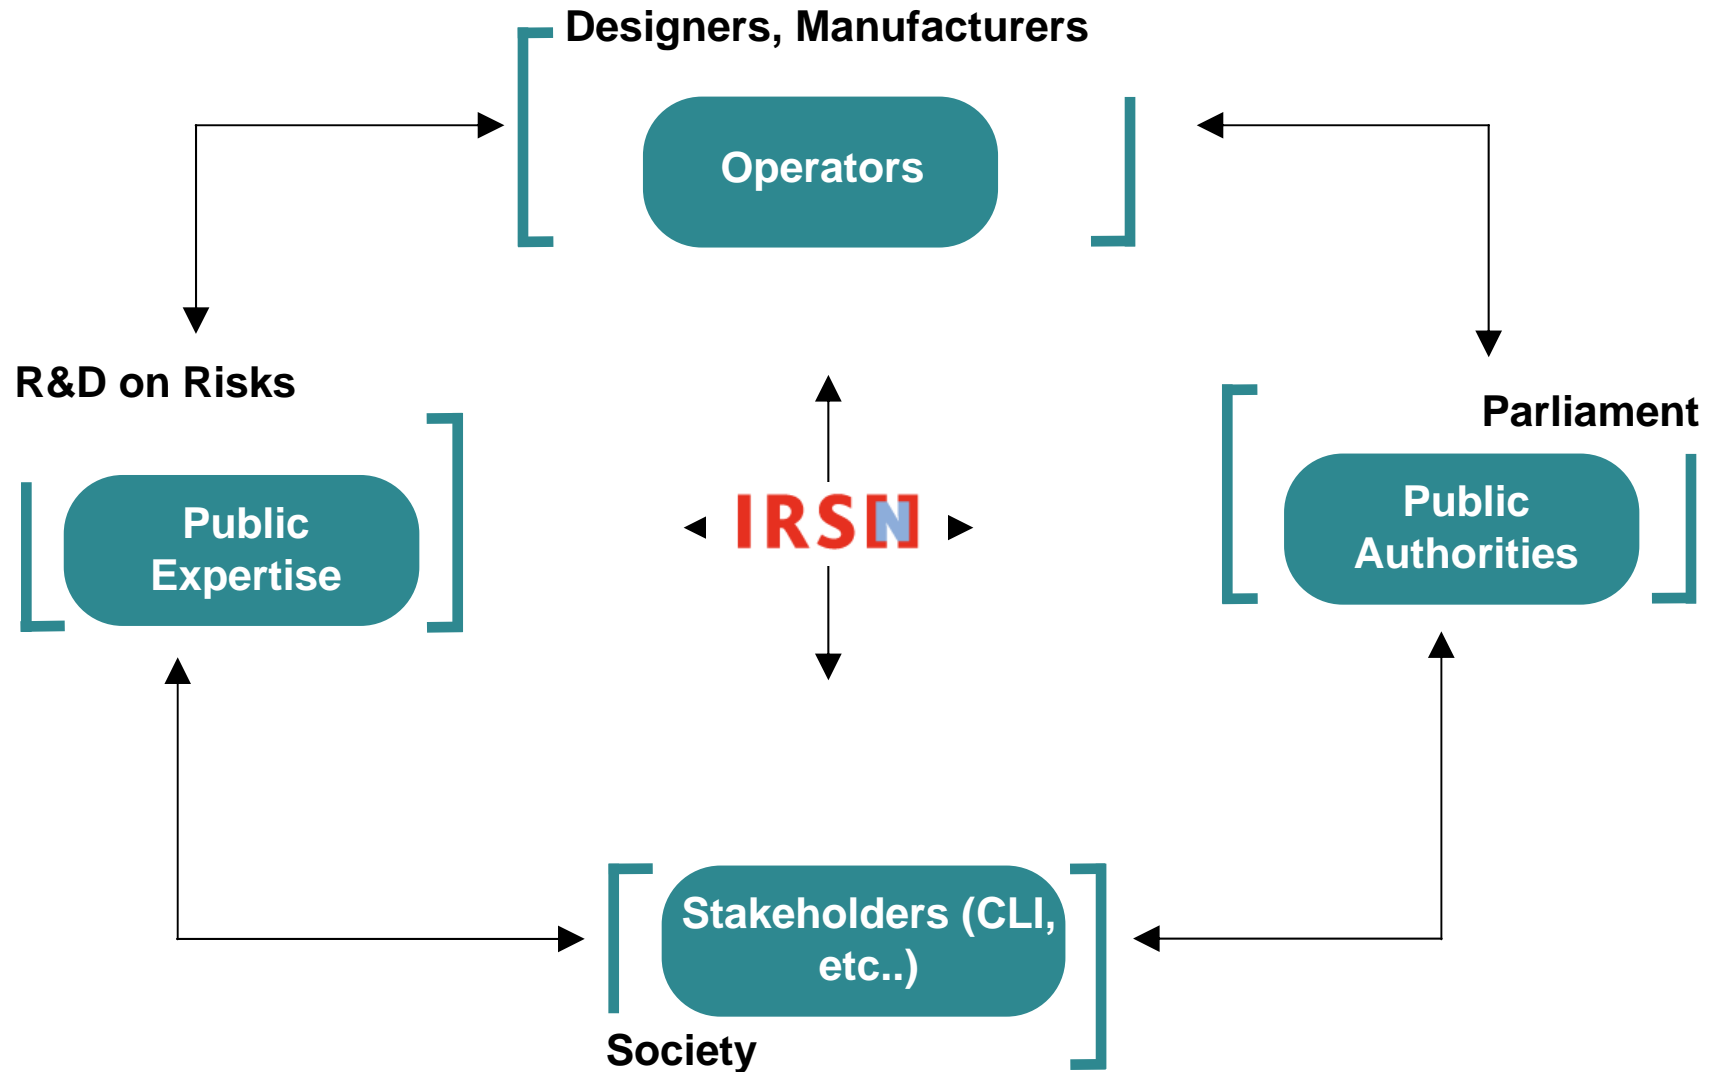 Designers, Manufacturers
Operators
R&D on Risks
Parliament
Public
Expertise
IRSN
Public
Authorities
Stakeholders (CLI,
etc..)
Society